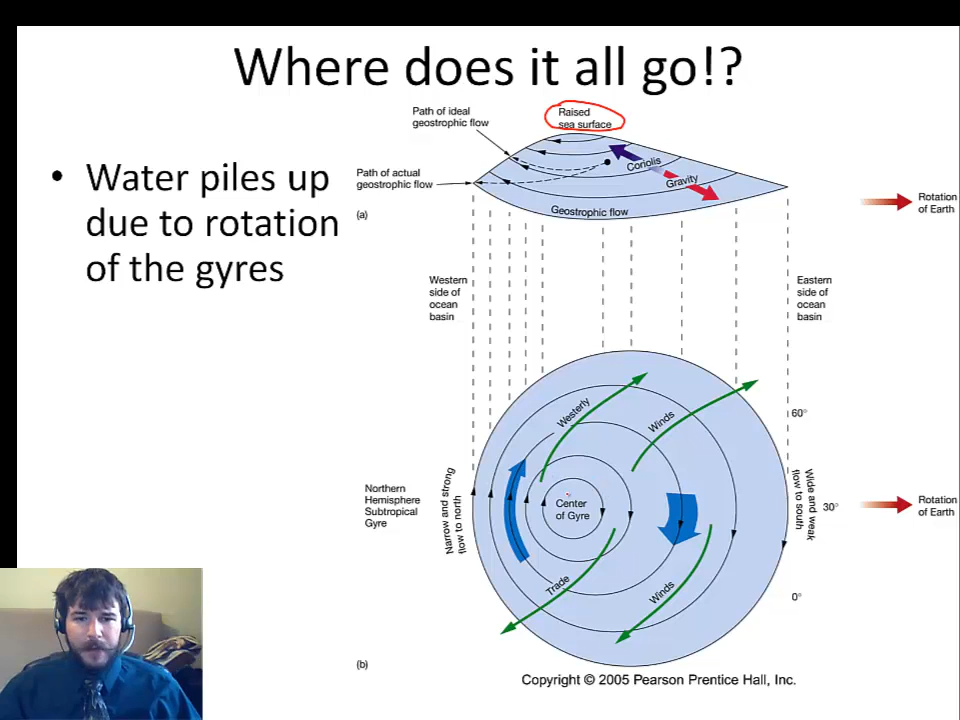 Where does it all go!?
• Water piles up
due to rotation
of the gyres
Path of ideal
geostrophic flow
Raised
sea surface
Path of actual
geostrophic flow
Coriolis
Gravity
Geostrophic flow
(a)
Rotation
of Earth
Western
side of
ocean
basin
Eastern
side of
ocean
basin
Westerly
Winds
60°
Northern
Hemisphere
Subtropical
Gyre
Narrow and strong
flow to north
Center
of Gyre
Wide and weak
flow to south
30°
Rotation
of Earth
Trade
Winds
0°
(b)
Copyright © 2005 Pearson Prentice Hall, Inc.